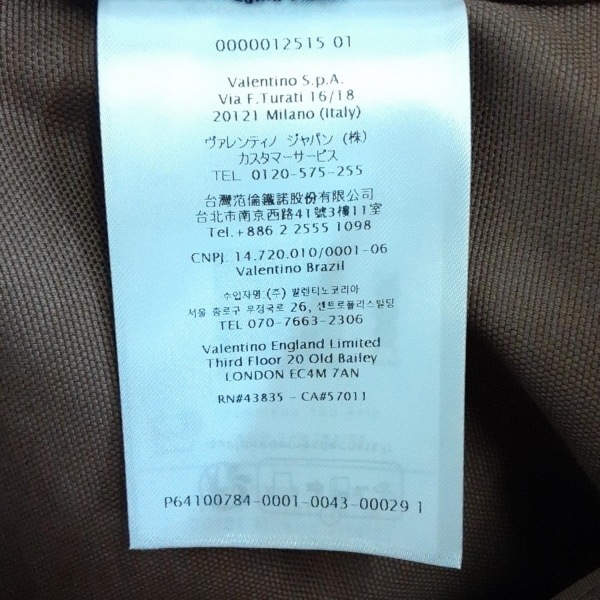 0000012515 01
Valentino S.p.A.
Via F.Turati 16/18
20121 Milano (Italy)
ヴァレンティノ ジャパン (株)
カスタマーサービス
TEL 0120-575-255
台灣范倫鐵諾股份有限公司
台北市南京西路41號3樓11室
Tel.+886 2 2555 1098
CNPJ 14.720.010/0001-06
Valentino Brazil
수입자명:(주) 발렌티노코리아
서울 종로구 우정국로 26, 센트로폴리스빌딩
TEL 070-7663-2306
Valentino England Limited
Third Floor 20 Old Bailey
LONDON EC4M 7AN
RN#43835 - CA#57011
P64100784-0001-0043-00029 1